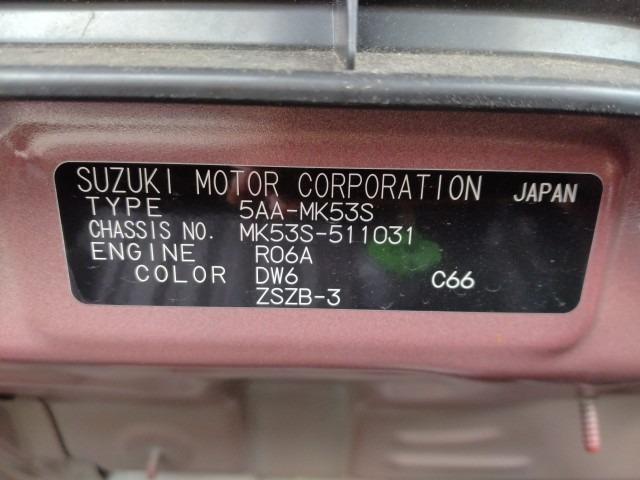 SUZUKI MOTOR CORPORATION JAPAN
TYPE 5AA-MK53S
CHASSIS NO. MK53S-511031
ENGINE R06A
COLOR DW6 C66
ZSZB-3